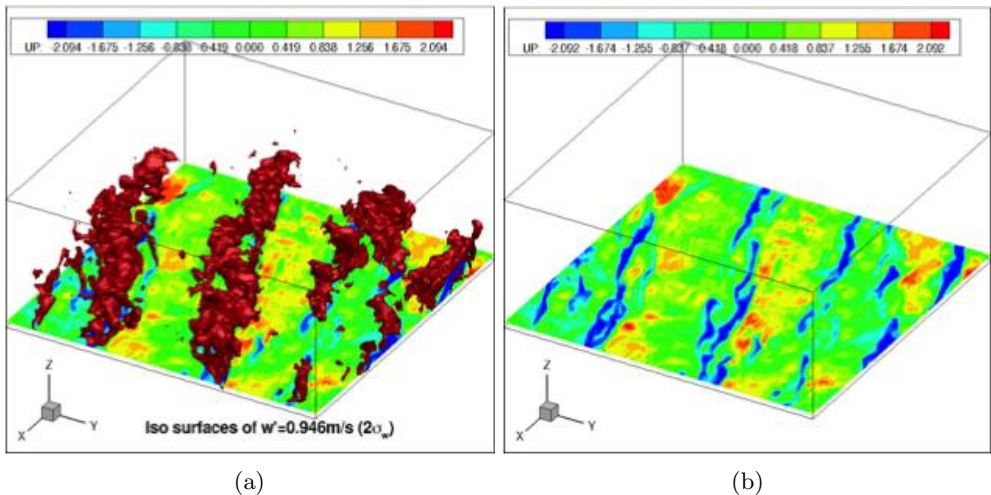 UP: -2.094 -1.675 -1.256 -0.838 -0.419 0.000 0.419 0.838 1.256 1.675 2.094
UP: -2.092 -1.674 -1.255 -0.837 -0.418 0.000 0.418 0.837 1.255 1.674 2.092
Z
Y
X
Iso surfaces of w'=0.946m/s (2σw)
Z
Y
X
(a)
(b)